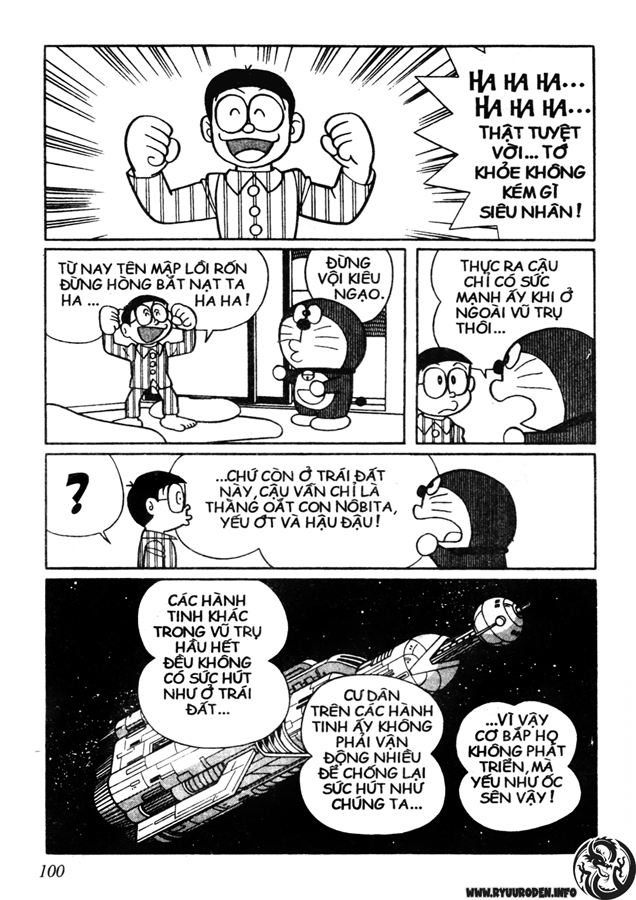 HA HA HA...
HA HA HA...
THẬT TUYỆT
VỜI... TỚ
KHỎE KHÔNG
KÉM GÌ
SIÊU NHÂN!
TỪ NAY TÊN MẬP LỒI RỐN
ĐỪNG HÒNG BẮT NẠT TA
HA ... HA HA!
ĐỪNG
VỘI KIÊU
NGẠO.
THỰC RA CẬU
CHỈ CÓ SỨC
MẠNH ẤY KHI Ở
NGOÀI VŨ TRỤ
THÔI...
?
...CHỨ CÒN Ở TRÁI ĐẤT
NÀY, CẬU VẪN CHỈ LÀ
THẰNG OẮT CON NÔBITA,
YẾU ỚT VÀ HẬU ĐẬU!
CÁC HÀNH
TINH KHÁC
TRONG VŨ TRỤ
HẦU HẾT
ĐỀU KHÔNG
CÓ SỨC HÚT
NHƯ Ở TRÁI
ĐẤT...
CƯ DÂN
TRÊN CÁC HÀNH
TINH ẤY KHÔNG
PHẢI VẬN
ĐỘNG NHIỀU
ĐỂ CHỐNG LẠI
SỨC HÚT NHƯ
CHÚNG TA...
...VÌ VẬY
CƠ BẮP HỌ
KHÔNG PHÁT
TRIỂN, MÀ
YẾU NHƯ ỐC
SÊN VẬY!
100
WWW.RYUURODEN.INFO